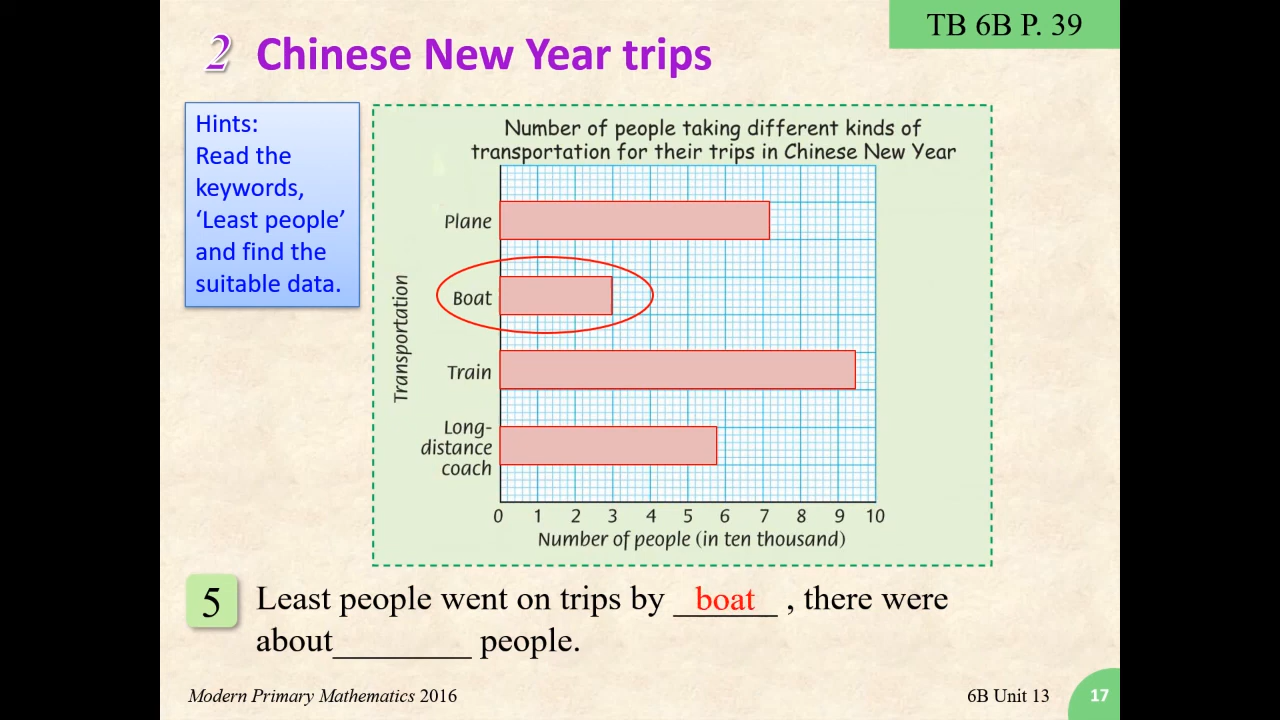 TB 6B P. 39
2 Chinese New Year trips
Hints:
Read the
keywords,
‘Least people’
and find the
suitable data.
Number of people taking different kinds of
transportation for their trips in Chinese New Year
Transportation
Plane
Boat
Train
Long-
distance
coach
0 1 2 3 4 5 6 7 8 9 10
Number of people (in ten thousand)
5 Least people went on trips by boat , there were
about________ people.
Modern Primary Mathematics 2016
6B Unit 13
17